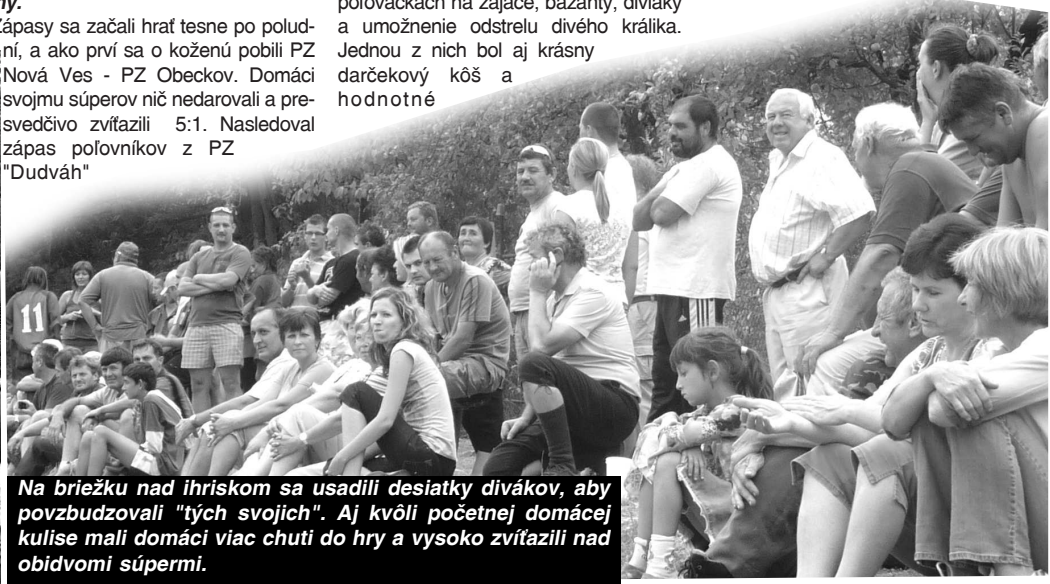 ny.
Zápasy sa začali hrať tesne po polud-
ní, a ako prví sa o koženú pobili PZ
Nová Ves - PZ Obeckov. Domáci
svojmu súperov nič nedarovali a pre-
svedčivo zvíťazili 5:1. Nasledoval
zápas poľovníkov z PZ
"Dudváh"
poľovačkách na zajace, bažanty, diviaky
a umožnenie odstrelu divého králika.
Jednou z nich bol aj krásny
darčekový kôš a
hodnotné
11
Na briežku nad ihriskom sa usadili desiatky divákov, aby
povzbudzovali "tých svojich". Aj kvôli početnej domácej
kulise mali domáci viac chuti do hry a vysoko zvíťazili nad
obidvomi súpermi.